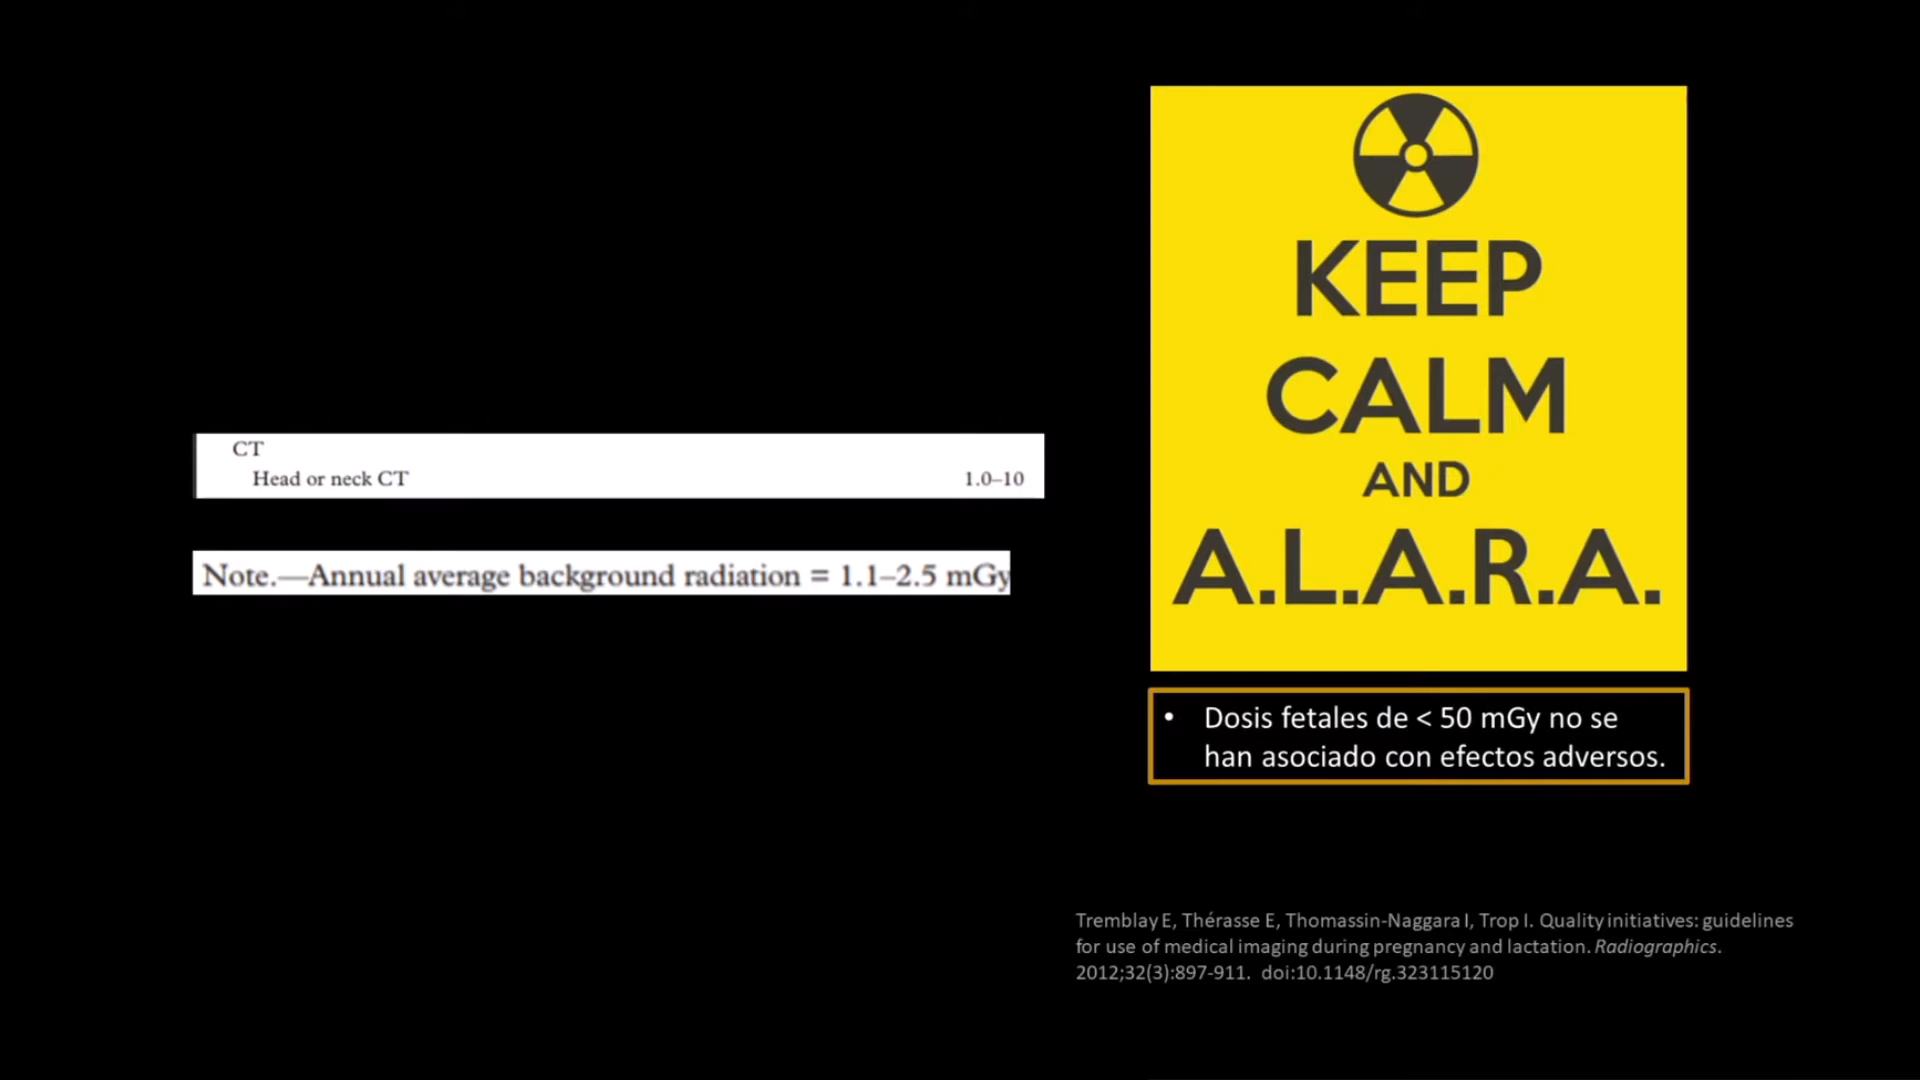 CT
Head or neck CT 1.0–10
Note.—Annual average background radiation = 1.1–2.5 mGy
KEEP
CALM
AND
A.L.A.R.A.
• Dosis fetales de < 50 mGy no se
han asociado con efectos adversos.
Tremblay E, Thérasse E, Thomassin-Naggara I, Trop I. Quality initiatives: guidelines
for use of medical imaging during pregnancy and lactation. Radiographics.
2012;32(3):897-911. doi:10.1148/rg.323115120